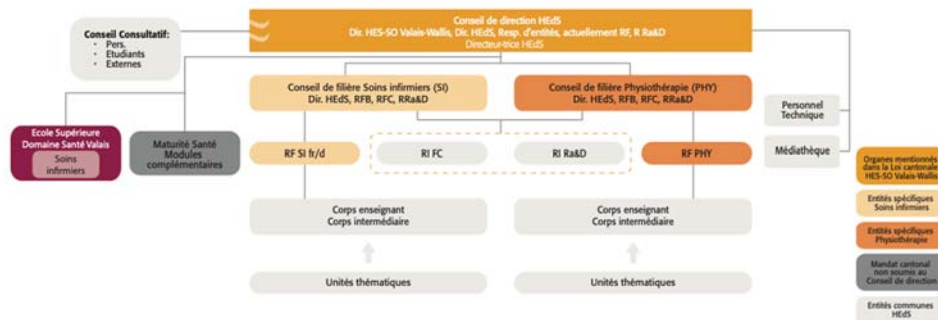 Conseil de direction HEdS
Dir. HES-SO Valais-Wallis, Dir. HEdS, Resp. d'entités, actuellement RF, R Ra&D
Directeur-trice HEdS
Conseil Consultatif:
· Pers.
· Etudiants
· Externes
Conseil de filière Soins infirmiers (SI)
Dir. HEdS, RFB, RFC, RRa&D
Conseil de filière Physiothérapie (PHY)
Dir. HEdS, RFB, RFC, RRa&D
Personnel
Technique
Médiathèque
Ecole Supérieure
Domaine Santé Valais
Soins
infirmiers
Maturité Santé
Modules
complémentaires
RF SI fr/d
RI FC
RI Ra&D
RF PHY
Corps enseignant
Corps intermédiaire
Corps enseignant
Corps intermédiaire
Unités thématiques
Unités thématiques
Organes mentionnés
dans la Loi cantonale
HES-SO Valais-Wallis
Entités spécifiques
Soins infirmiers
Entités spécifiques
Physiothérapie
Mandat cantonal
non soumis au
Conseil de direction
Entités communes
HEdS